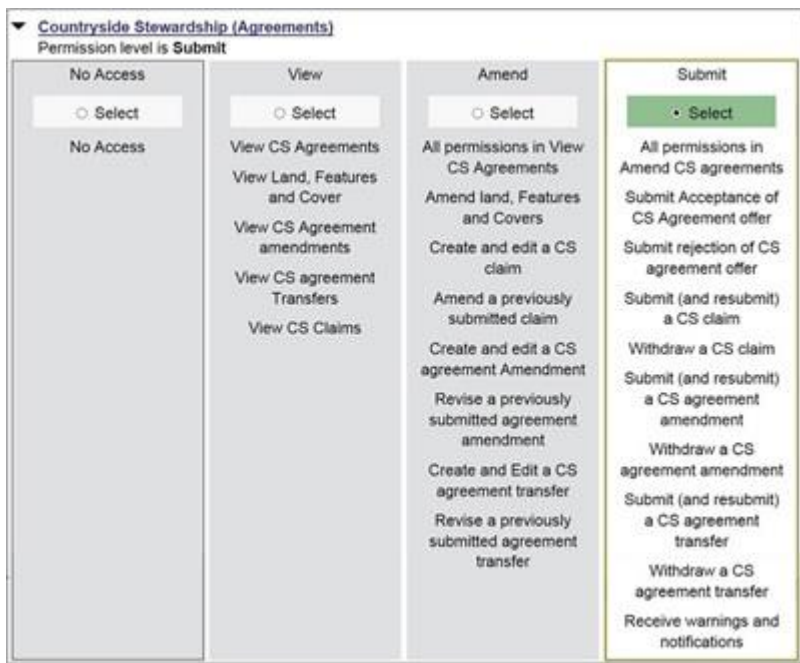 Countryside Stewardship (Agreements)
Permission level is Submit
No Access
Select
No Access
View
Select
View CS Agreements
View Land, Features
and Cover
View CS Agreement
amendments
View CS agreement
Transfers
View CS Claims
Amend
Select
All permissions in View
CS Agreements
Amend land, Features
and Covers
Create and edit a CS
claim
Amend a previously
submitted claim
Create and edit a CS
agreement Amendment
Revise a previously
submitted agreement
amendment
Create and Edit a CS
agreement transfer
Revise a previously
submitted agreement
transfer
Submit
Select
All permissions in
Amend CS agreements
Submit Acceptance of
CS Agreement offer
Submit rejection of CS
agreement offer
Submit (and resubmit)
a CS claim
Withdraw a CS claim
Submit (and resubmit)
a CS agreement
amendment
Withdraw a CS
agreement amendment
Submit (and resubmit)
a CS agreement
transfer
Withdraw a CS
agreement transfer
Receive warnings and
notifications